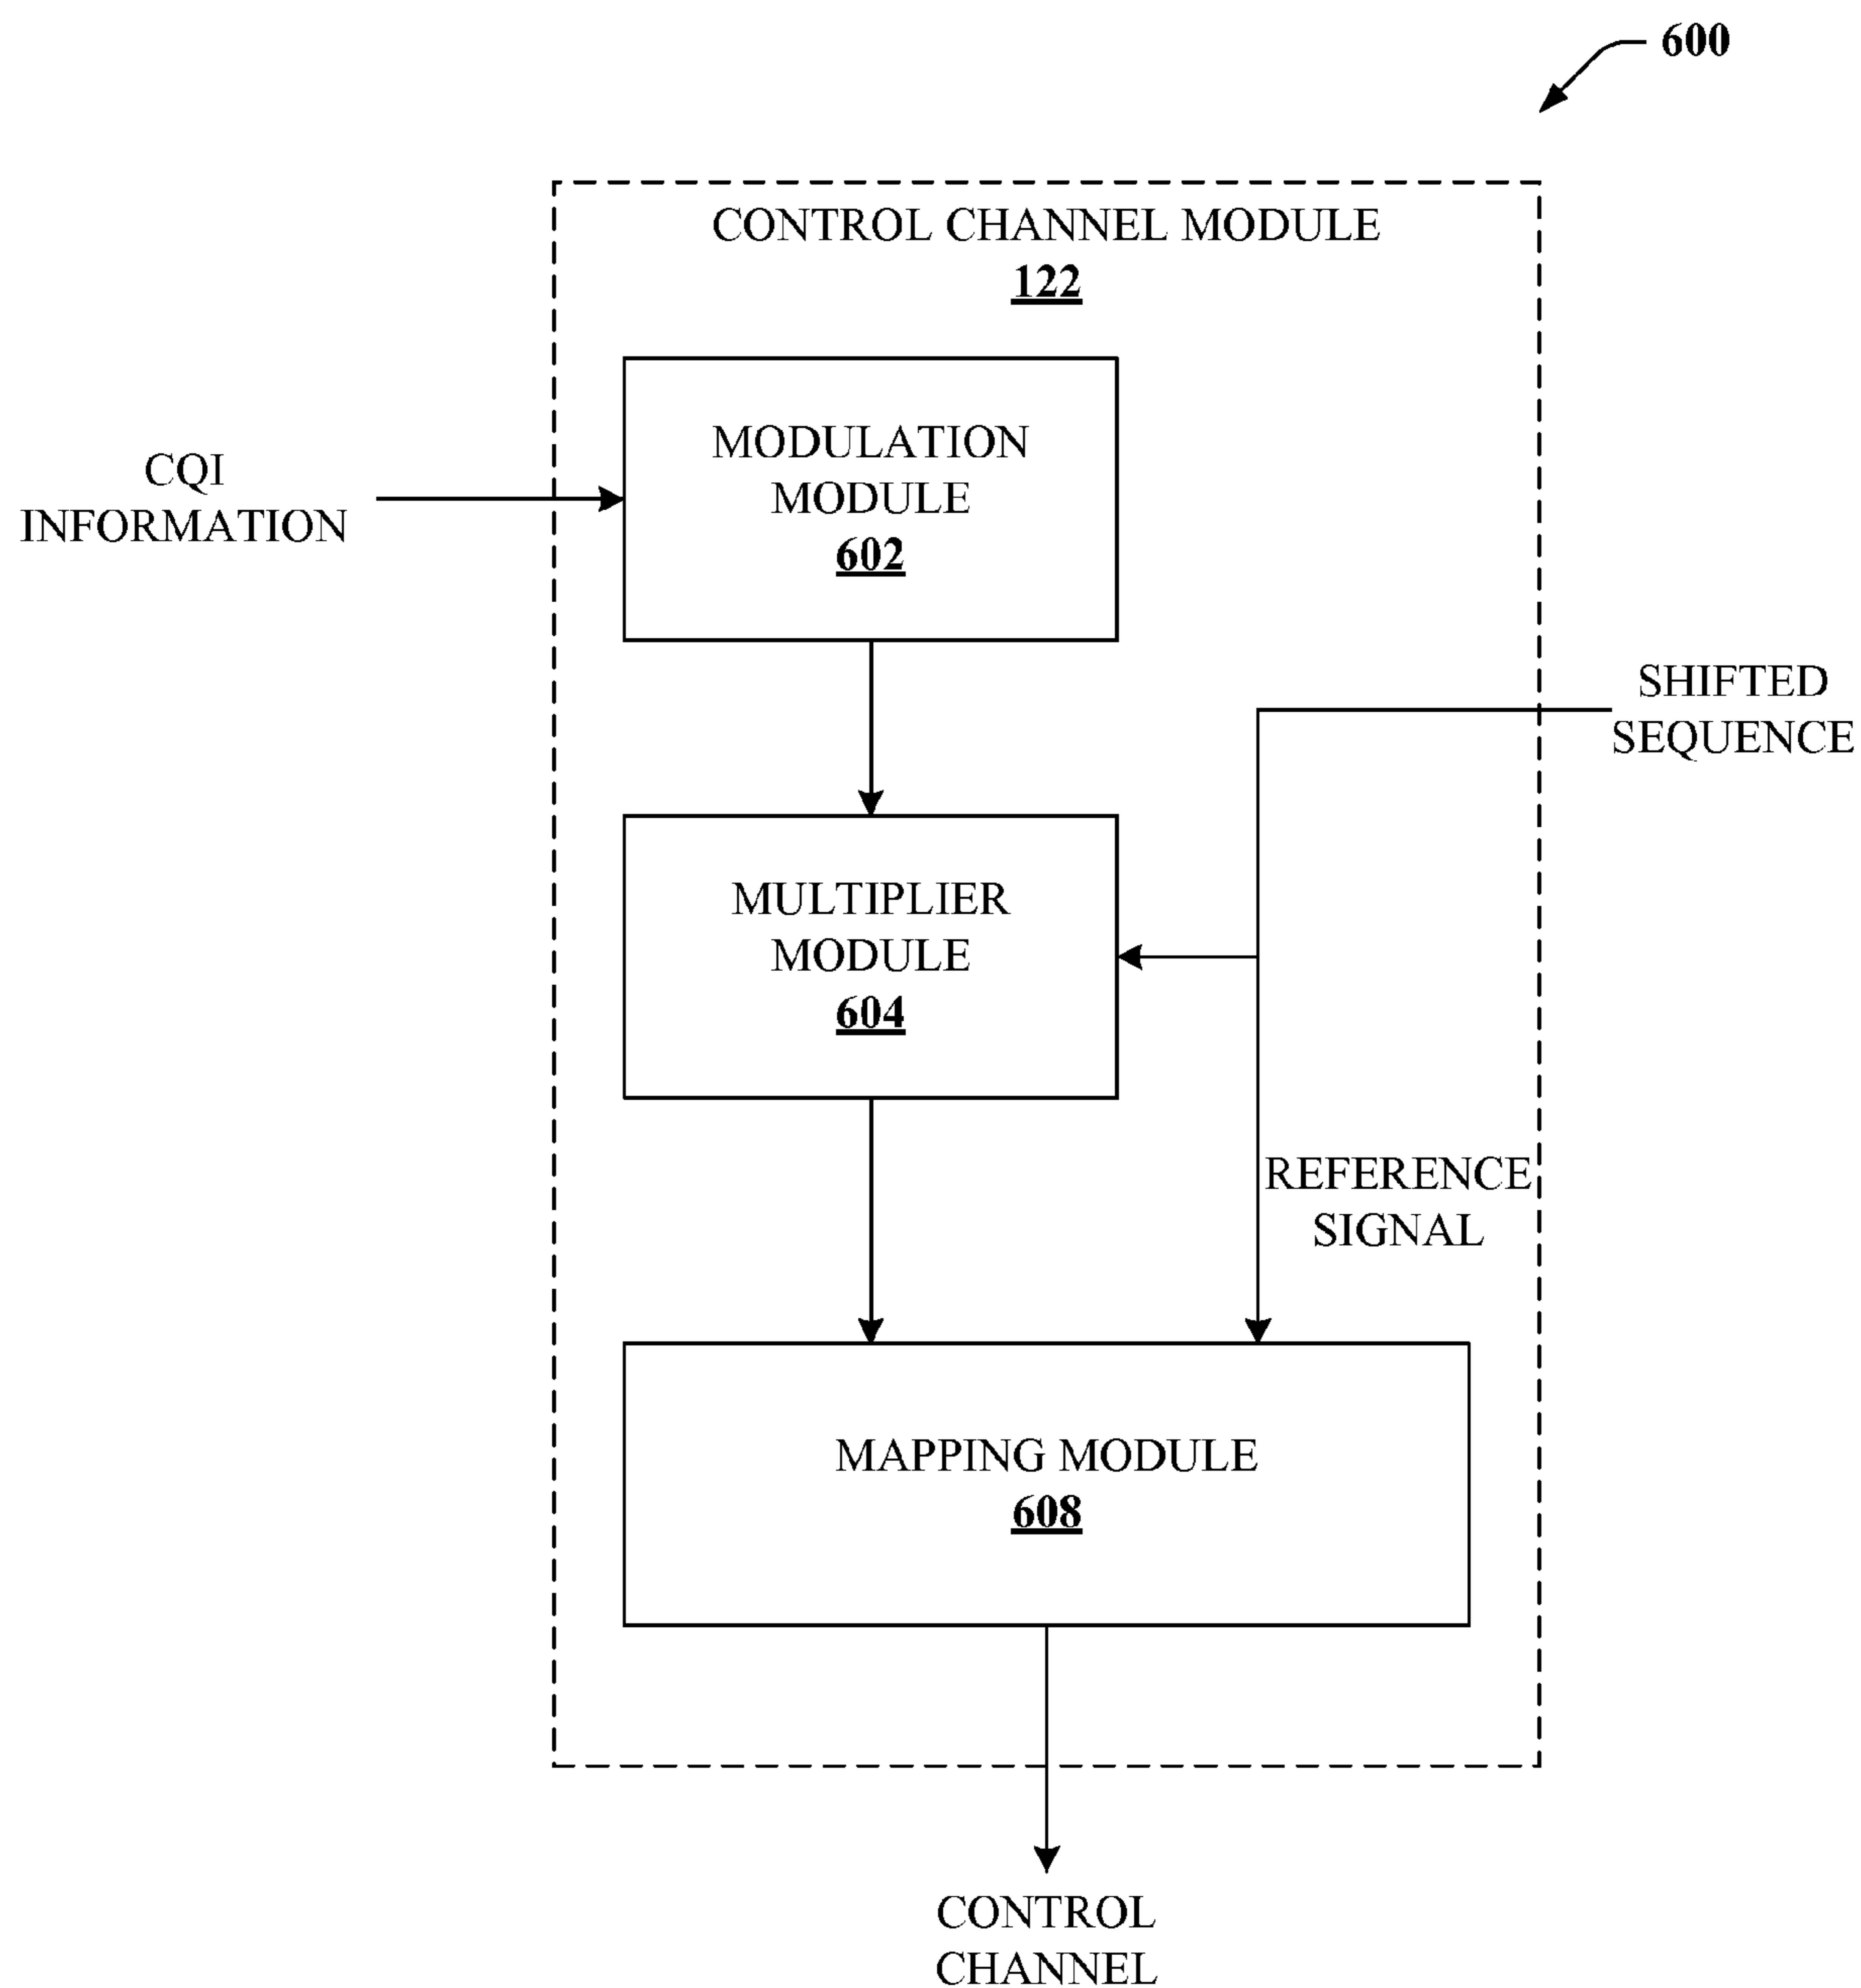 600
CONTROL CHANNEL MODULE
122
MODULATION
MODULE
602
CQI
INFORMATION
SHIFTED
SEQUENCE
MULTIPLIER
MODULE
604
REFERENCE
SIGNAL
MAPPING MODULE
608
CONTROL
CHANNEL